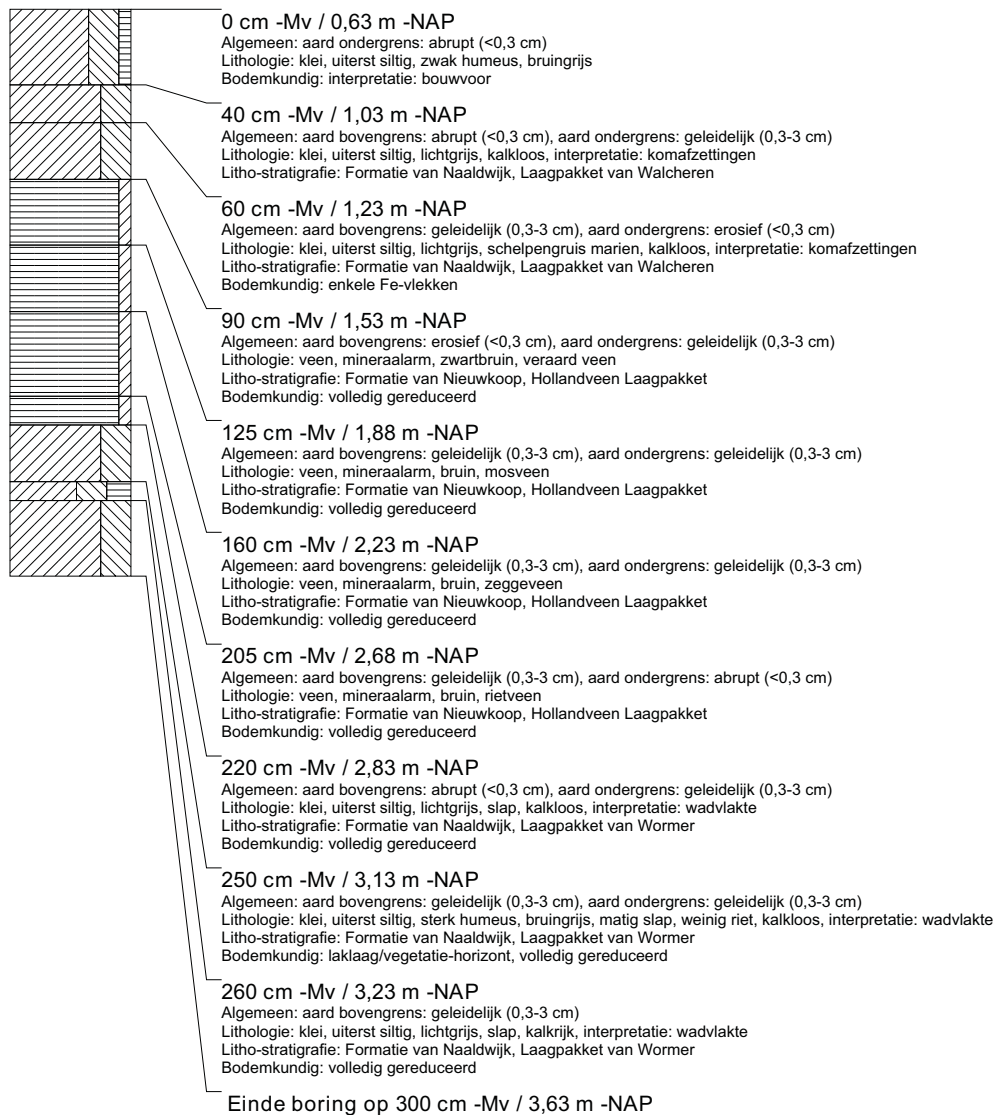 0 cm -Mv / 0,63 m -NAP
Algemeen: aard ondergrens: abrupt (<0,3 cm)
Lithologie: klei, uiterst siltig, zwak humeus, bruingrijs
Bodemkundig: interpretatie: bouwvoor
40 cm -Mv / 1,03 m -NAP
Algemeen: aard bovengrens: abrupt (<0,3 cm), aard ondergrens: geleidelijk (0,3-3 cm)
Lithologie: klei, uiterst siltig, lichtgrijs, kalkloos, interpretatie: komafzettingen
Litho-stratigrafie: Formatie van Naaldwijk, Laagpakket van Walcheren
60 cm -Mv / 1,23 m -NAP
Algemeen: aard bovengrens: geleidelijk (0,3-3 cm), aard ondergrens: erosief (<0,3 cm)
Lithologie: klei, uiterst siltig, lichtgrijs, schelpengruis marien, kalkloos, interpretatie: komafzettingen
Litho-stratigrafie: Formatie van Naaldwijk, Laagpakket van Walcheren
Bodemkundig: enkele Fe-vlekken
90 cm -Mv / 1,53 m -NAP
Algemeen: aard bovengrens: erosief (<0,3 cm), aard ondergrens: geleidelijk (0,3-3 cm)
Lithologie: veen, mineraalarm, zwartbruin, veraard veen
Litho-stratigrafie: Formatie van Nieuwkoop, Hollandveen Laagpakket
Bodemkundig: volledig gereduceerd
125 cm -Mv / 1,88 m -NAP
Algemeen: aard bovengrens: geleidelijk (0,3-3 cm), aard ondergrens: geleidelijk (0,3-3 cm)
Lithologie: veen, mineraalarm, bruin, mosveen
Litho-stratigrafie: Formatie van Nieuwkoop, Hollandveen Laagpakket
Bodemkundig: volledig gereduceerd
160 cm -Mv / 2,23 m -NAP
Algemeen: aard bovengrens: geleidelijk (0,3-3 cm), aard ondergrens: geleidelijk (0,3-3 cm)
Lithologie: veen, mineraalarm, bruin, zeggeveen
Litho-stratigrafie: Formatie van Nieuwkoop, Hollandveen Laagpakket
Bodemkundig: volledig gereduceerd
205 cm -Mv / 2,68 m -NAP
Algemeen: aard bovengrens: geleidelijk (0,3-3 cm), aard ondergrens: abrupt (<0,3 cm)
Lithologie: veen, mineraalarm, bruin, rietveen
Litho-stratigrafie: Formatie van Nieuwkoop, Hollandveen Laagpakket
Bodemkundig: volledig gereduceerd
220 cm -Mv / 2,83 m -NAP
Algemeen: aard bovengrens: abrupt (<0,3 cm), aard ondergrens: geleidelijk (0,3-3 cm)
Lithologie: klei, uiterst siltig, lichtgrijs, slap, kalkloos, interpretatie: wadvlakte
Litho-stratigrafie: Formatie van Naaldwijk, Laagpakket van Wormer
Bodemkundig: volledig gereduceerd
250 cm -Mv / 3,13 m -NAP
Algemeen: aard bovengrens: geleidelijk (0,3-3 cm), aard ondergrens: geleidelijk (0,3-3 cm)
Lithologie: klei, uiterst siltig, sterk humeus, bruingrijs, matig slap, weinig riet, kalkloos, interpretatie: wadvlakte
Litho-stratigrafie: Formatie van Naaldwijk, Laagpakket van Wormer
Bodemkundig: laklaag/vegetatie-horizont, volledig gereduceerd
260 cm -Mv / 3,23 m -NAP
Algemeen: aard bovengrens: geleidelijk (0,3-3 cm)
Lithologie: klei, uiterst siltig, lichtgrijs, slap, kalkrijk, interpretatie: wadvlakte
Litho-stratigrafie: Formatie van Naaldwijk, Laagpakket van Wormer
Bodemkundig: volledig gereduceerd
Einde boring op 300 cm -Mv / 3,63 m -NAP